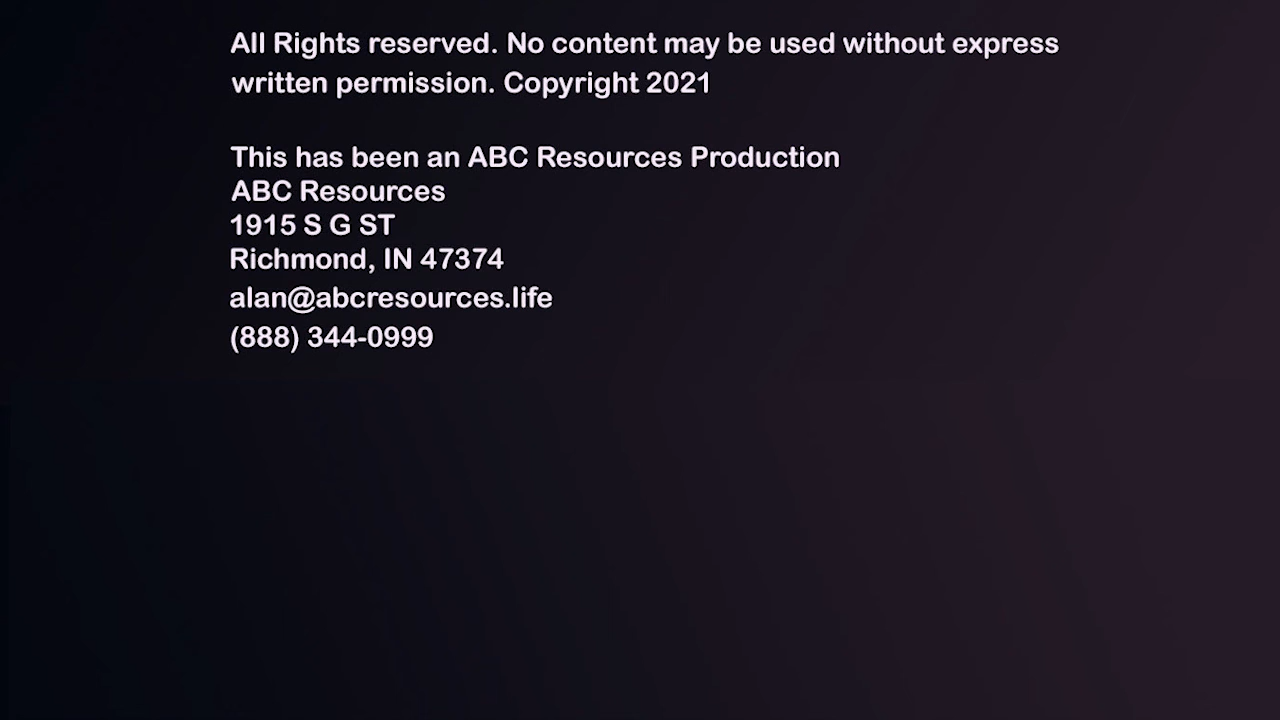 All Rights reserved. No content may be used without express
written permission. Copyright 2021
This has been an ABC Resources Production
ABC Resources
1915 S G ST
Richmond, IN 47374
alan@abcresources.life
(888) 344-0999